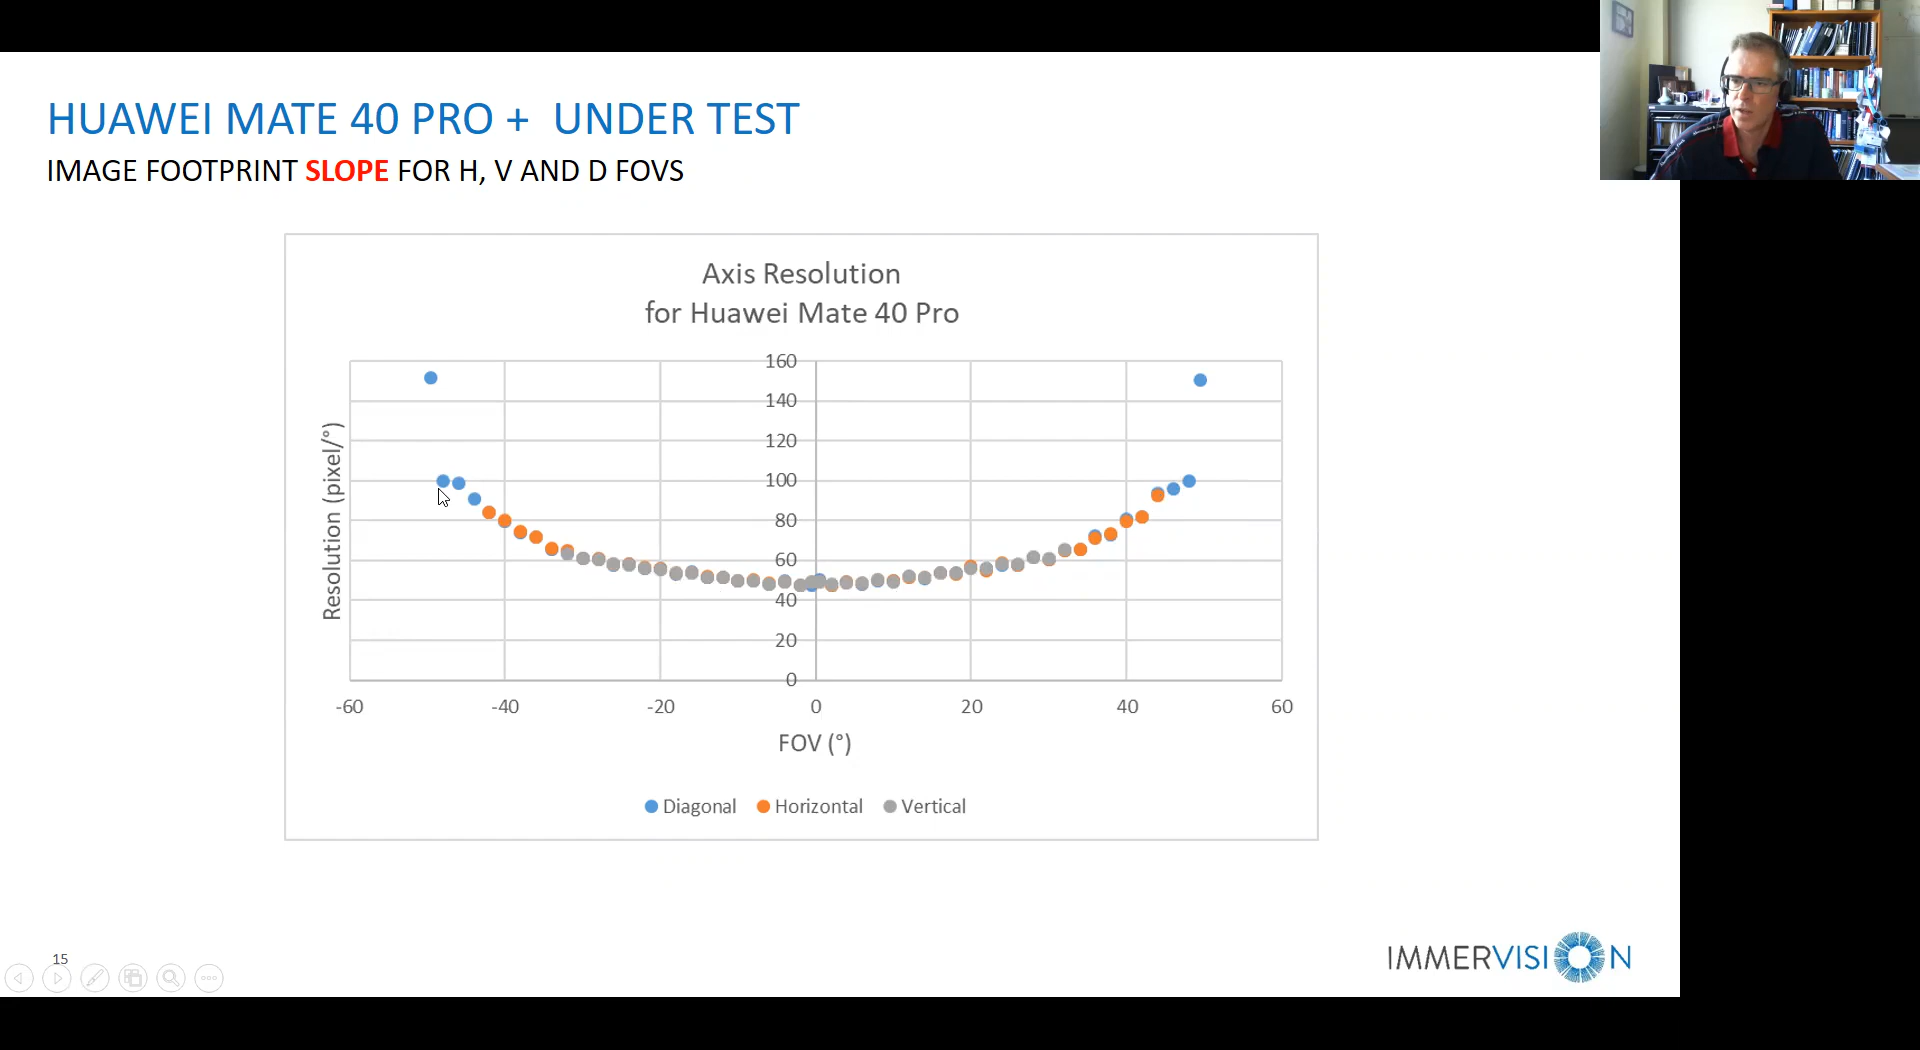 HUAWEI MATE 40 PRO + UNDER TEST
IMAGE FOOTPRINT SLOPE FOR H, V AND D FOVS
Axis Resolution
for Huawei Mate 40 Pro
Resolution (pixel/°)
160
140
120
100
80
60
40
20
0
-60 -40 -20 0 20 40 60
FOV (°)
Diagonal Horizontal Vertical
15
IMMERVISION